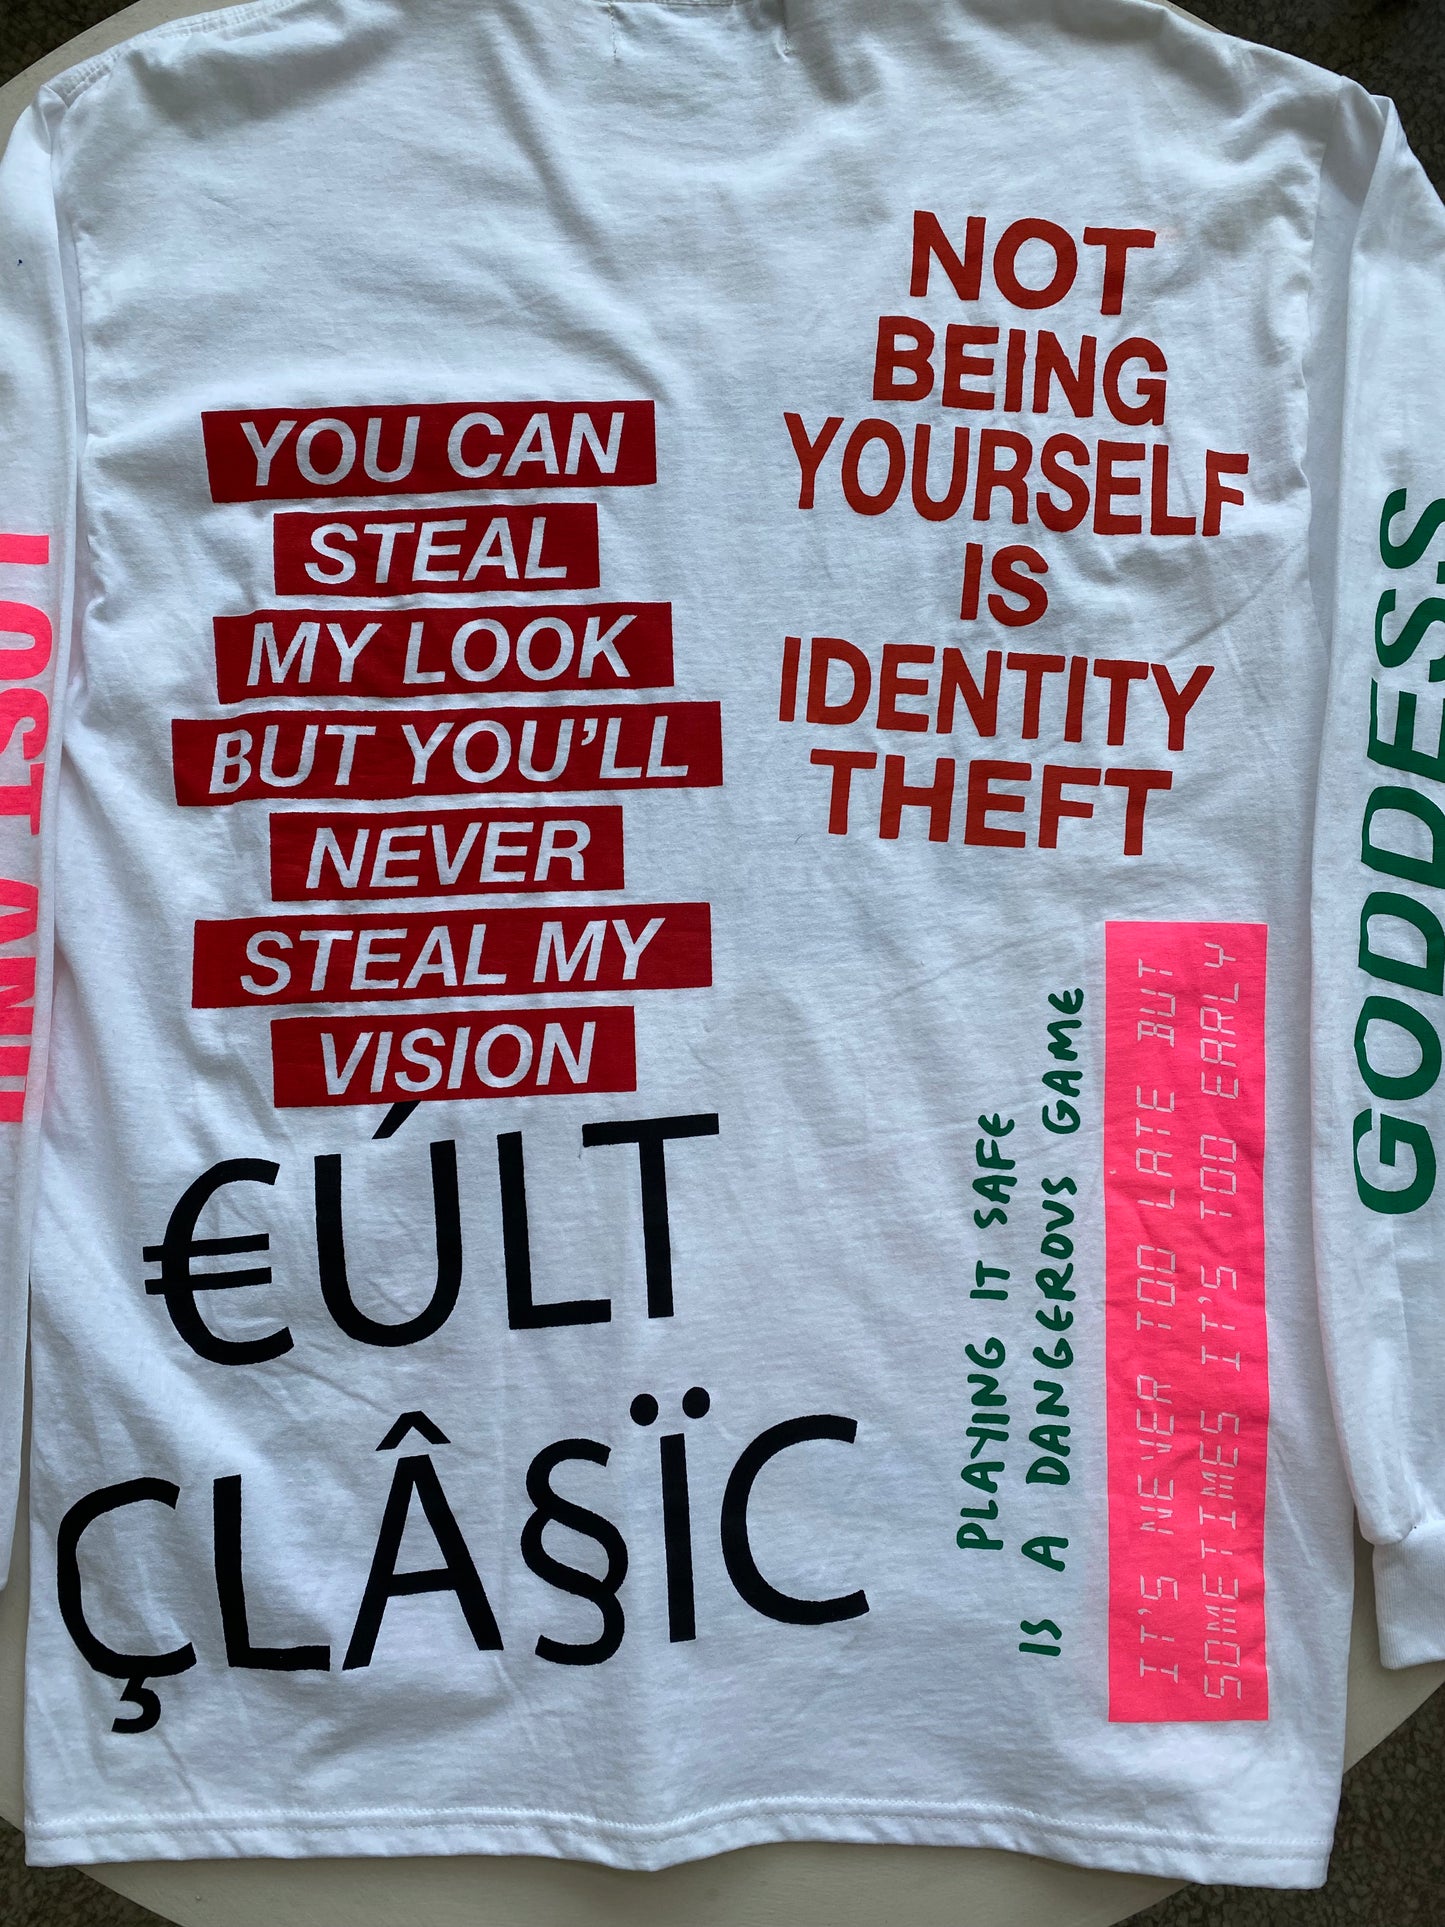 NOT
BEING
YOURSELF
IS
IDENTITY
THEFT
YOU CAN
STEAL
MY LOOK
BUT YOU'LL
NEVER
STEAL MY
VISION
€ÚLT
ÇLÂ§ÏC
PLAYING IT SAFE
IS A DANGEROUS GAME
IT'S NEVER TOO LATE BUT
SOMETIMES IT'S TOO EARLY
GODDESS